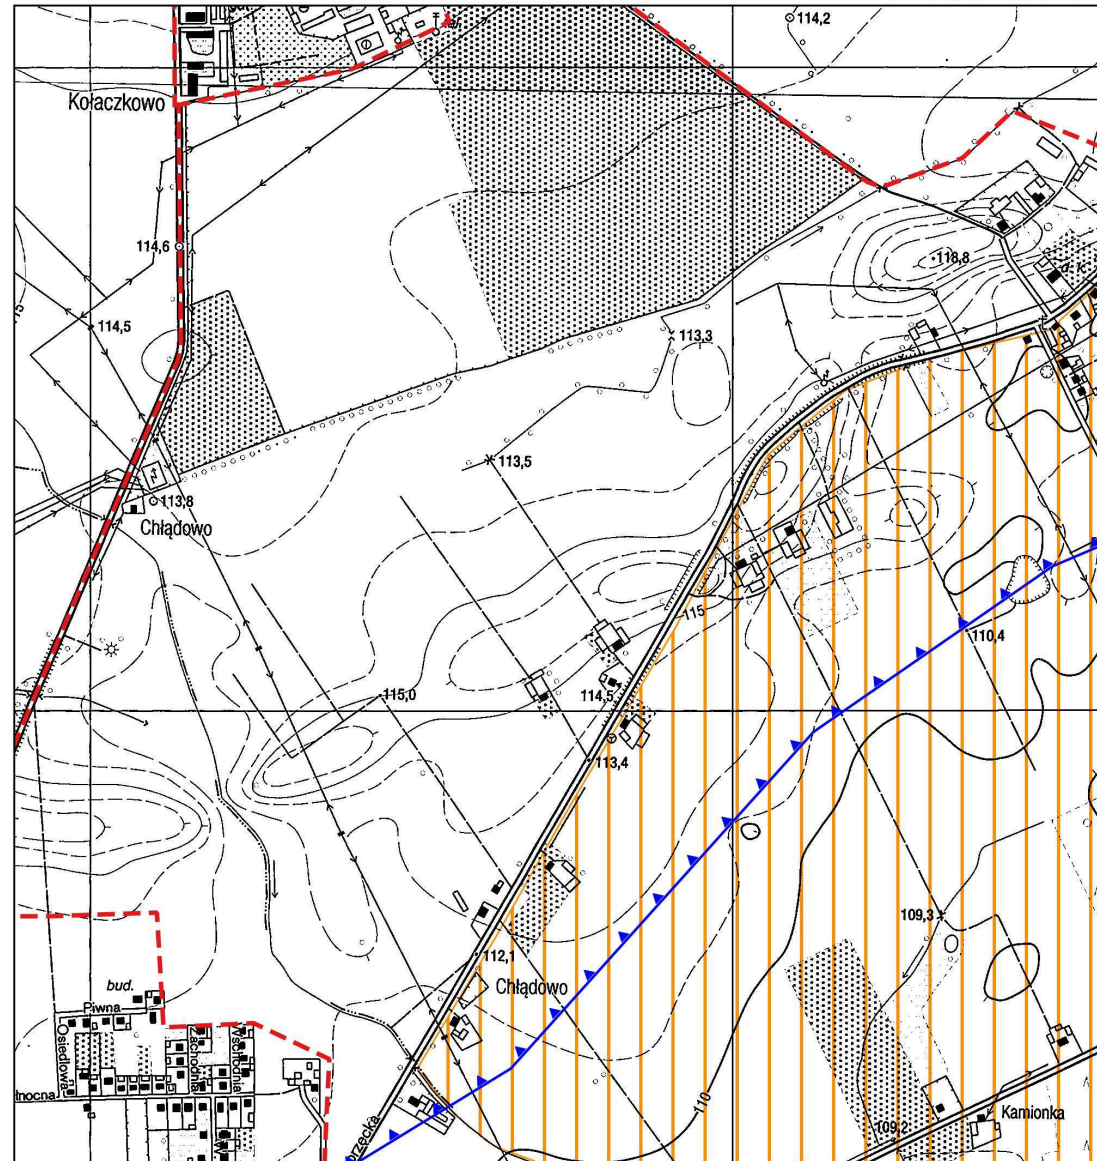 114,2
Kołaczkowo
114,6
118,8
d. k.
114,5
113,3
113,5
113,8
Chłądowo
115
110,4
115,0
114,5
113,4
109,3
112,1
Chłądowo
bud.
Piwna
Osiedlowa
Zachodnia
Wschodnia
łnocna
110
Kamionka
109,2
orzecka